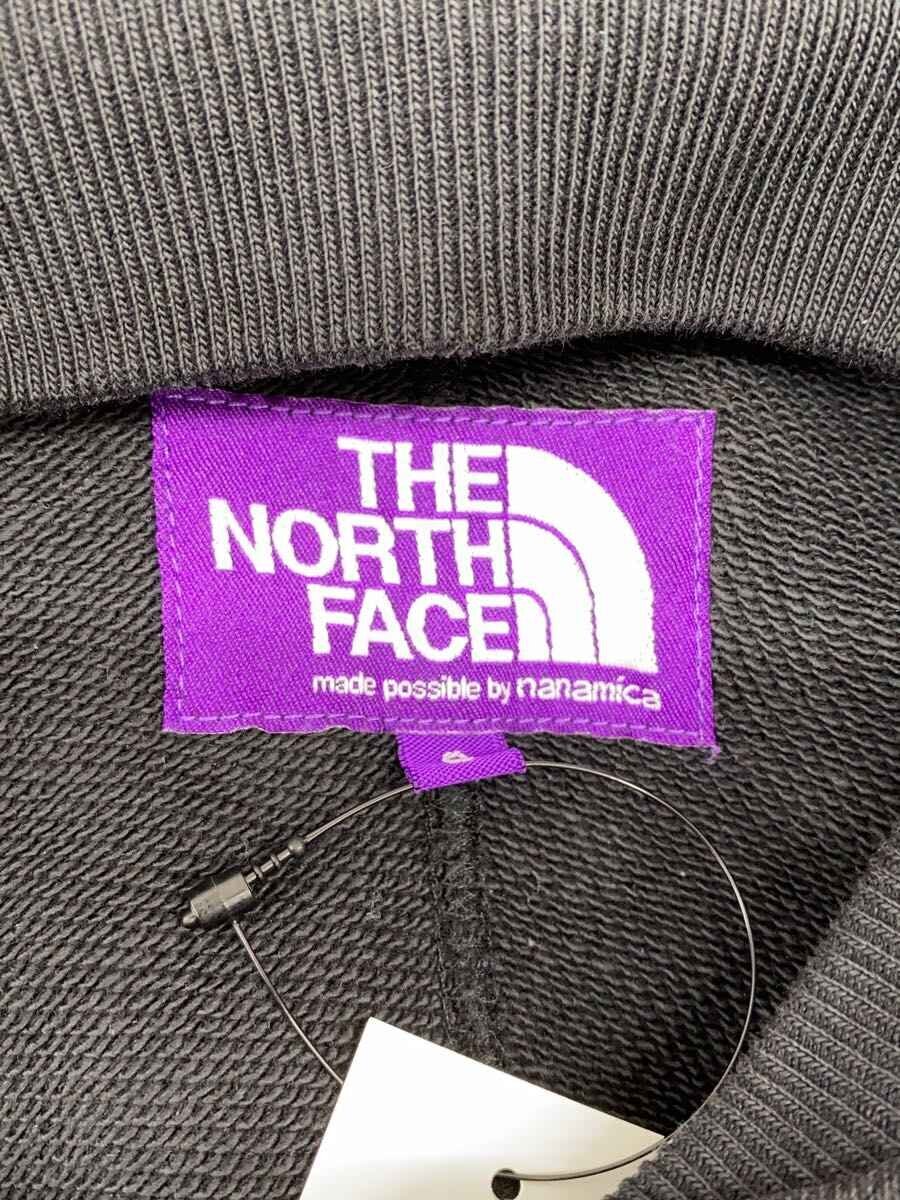 THE
NORTH
FACE
made possible by nanamica